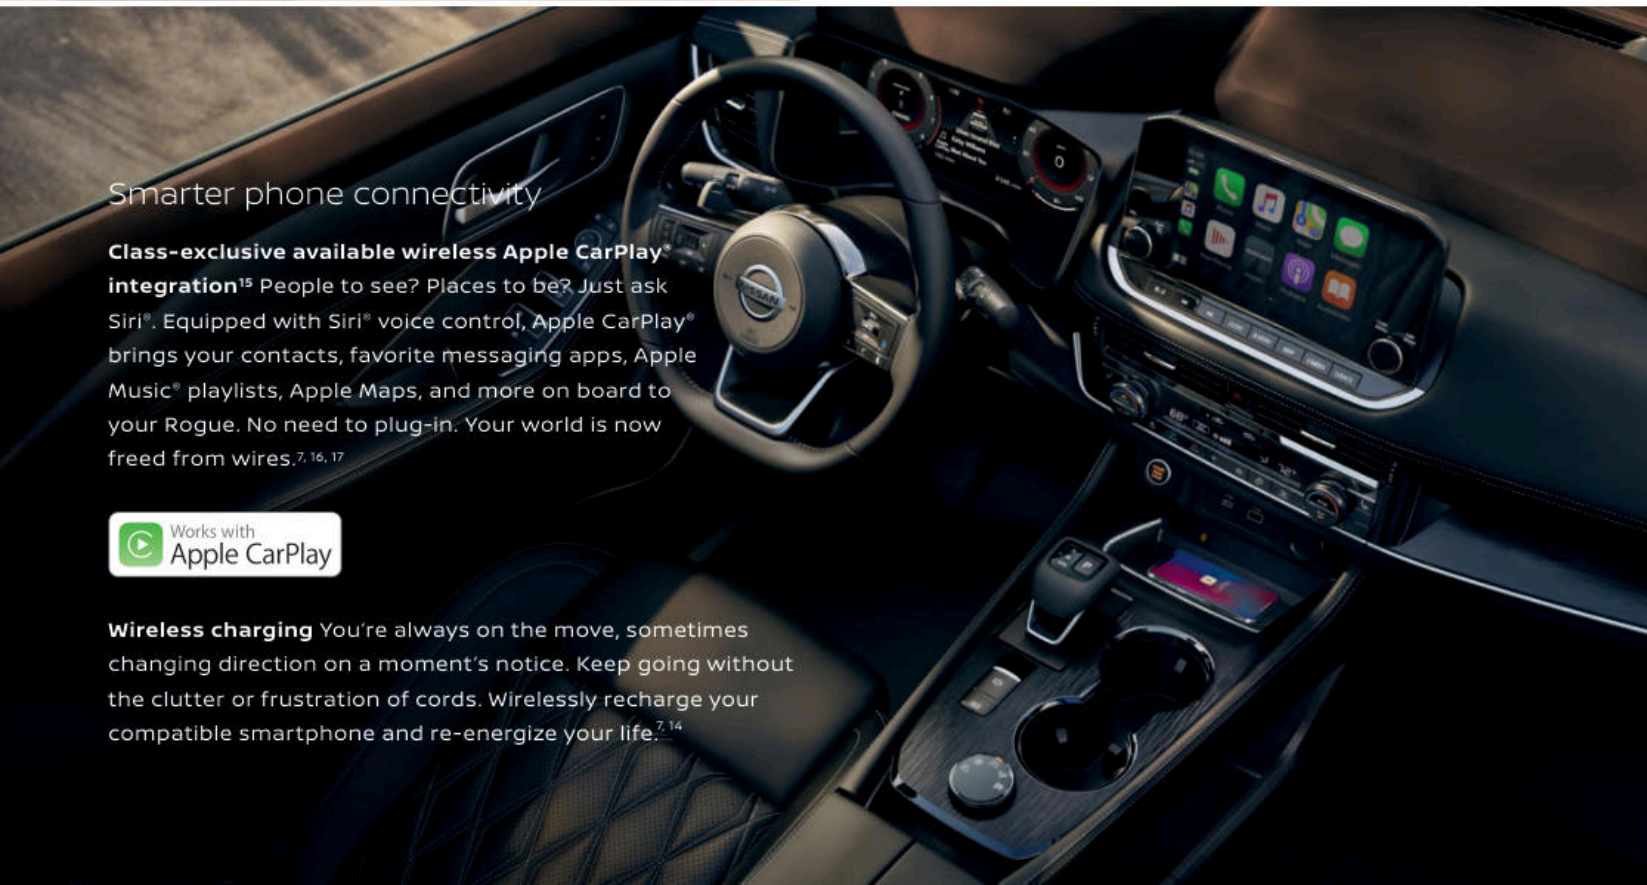 Smarter phone connectivity
Class-exclusive available wireless Apple CarPlay®
integration¹⁵ People to see? Places to be? Just ask
Siri®. Equipped with Siri® voice control, Apple CarPlay®
brings your contacts, favorite messaging apps, Apple
Music® playlists, Apple Maps, and more on board to
your Rogue. No need to plug-in. Your world is now
freed from wires.⁷, ¹⁶, ¹⁷
Works with
Apple CarPlay
Wireless charging You’re always on the move, sometimes
changing direction on a moment’s notice. Keep going without
the clutter or frustration of cords. Wirelessly recharge your
compatible smartphone and re-energize your life.⁷, ¹⁴
NISSAN
0
68°
72°
P